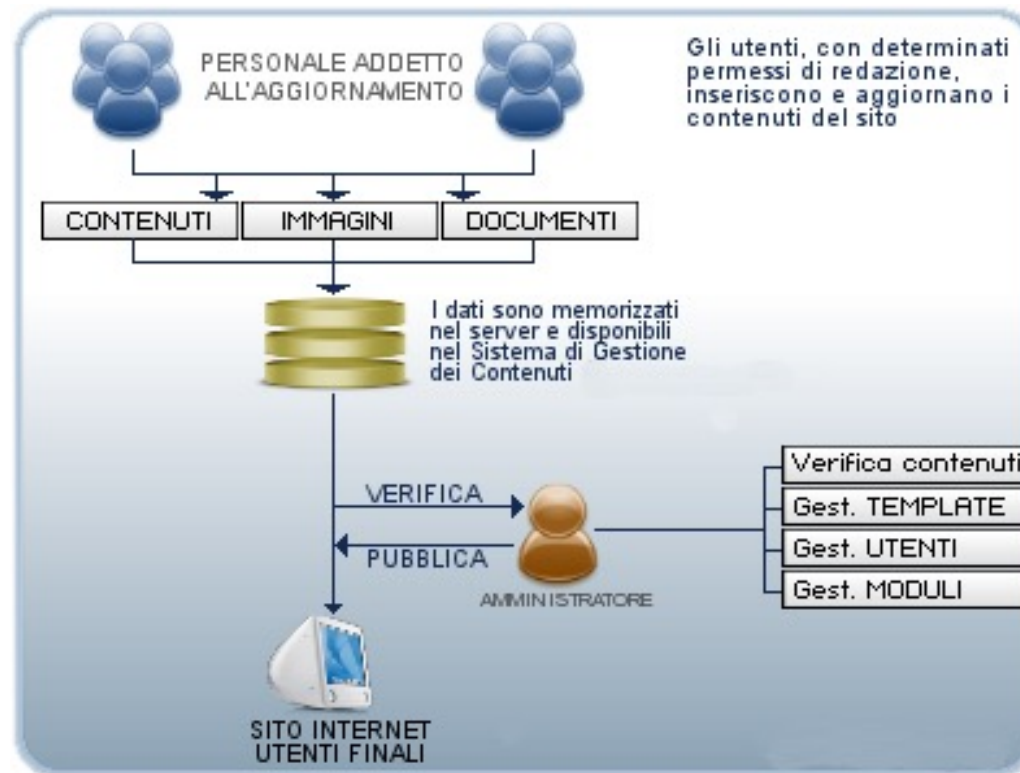 PERSONALE ADDETTO
ALL'AGGIORNAMENTO
Gli utenti, con determinati
permessi di redazione,
inseriscono e aggiornano i
contenuti del sito
CONTENUTI
IMMAGINI
DOCUMENTI
I dati sono memorizzati
nel server e disponibili
nel Sistema di Gestione
dei Contenuti
VERIFICA
PUBBLICA
AMMINISTRATORE
Verifica contenuti
Gest. TEMPLATE
Gest. UTENTI
Gest. MODULI
SITO INTERNET
UTENTI FINALI